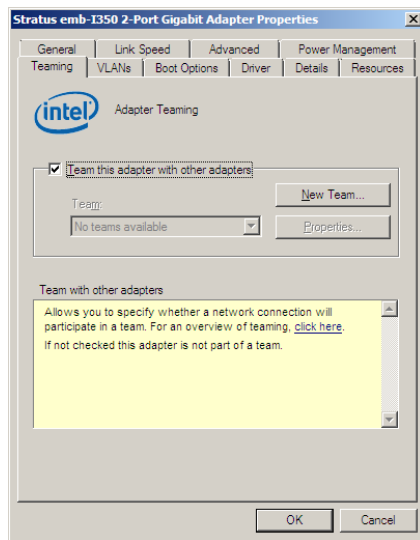 Stratus emb-I350 2-Port Gigabit Adapter Properties
General Link Speed Advanced Power Management
Teaming VLANs Boot Options Driver Details Resources
intel Adapter Teaming
Team this adapter with other adapters
New Team...
Team:
No teams available
Properties...
Team with other adapters
Allows you to specify whether a network connection will
participate in a team. For an overview of teaming, click here.
If not checked this adapter is not part of a team.
OK Cancel